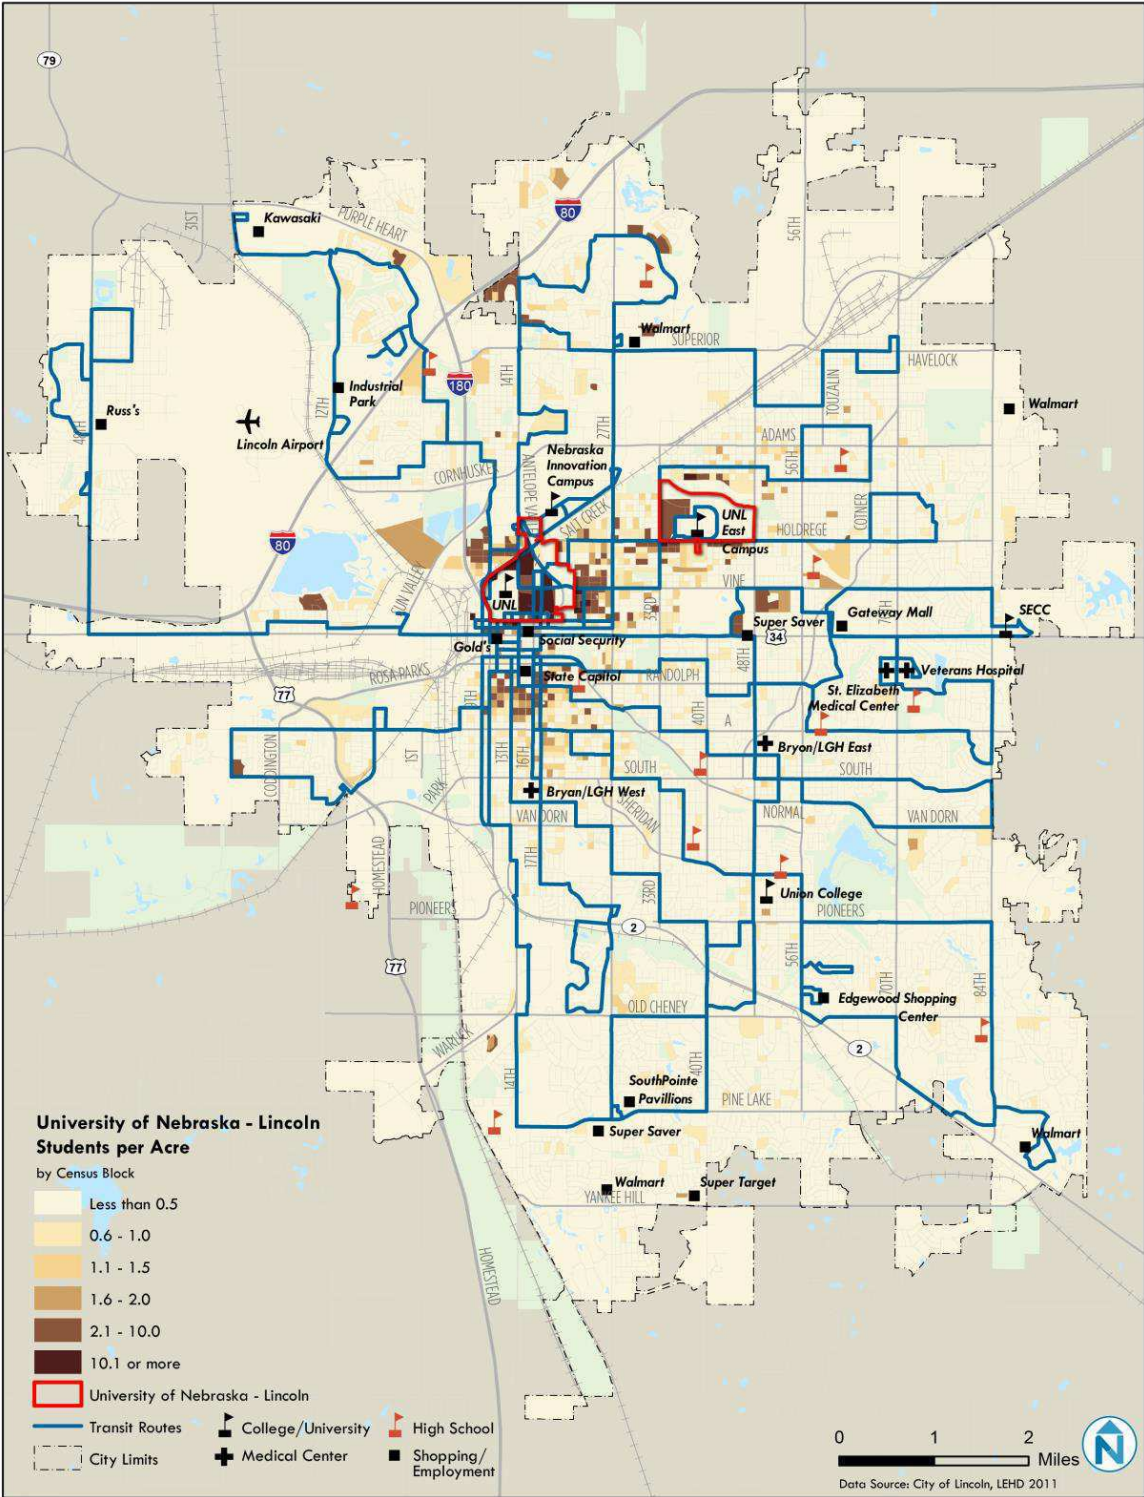 79
Kawasaki
31ST
PURPLE HEART
80
56TH
Walmart
SUPERIOR
HAVELOCK
180
14TH
Industrial
Park
12TH
TOUZALIN
Russ's
48TH
Lincoln Airport
27TH
Walmart
ADAMS
56TH
Nebraska
Innovation
Campus
CORNHUSKER
ANTELOPE VALLEY
SALT CREEK
COTNER
UNL
East
Campus
HOLDREGE
80
SUN VALLEY
VINE
UNL
33RD
70TH
Gateway Mall
SECC
Super Saver
34
Gold's
Social Security
48TH
ROSA PARKS
State Capitol
RANDOLPH
Veterans Hospital
St. Elizabeth
Medical Center
77
9TH
40TH
A
CODDINGTON
1ST
13TH
16TH
Bryon/LGH East
SOUTH
SOUTH
PARK
Bryan/LGH West
SHERIDAN
VAN DORN
NORMAL
VAN DORN
17TH
HOMESTEAD
33RD
Union College
PIONEERS
PIONEERS
2
56TH
77
70TH
84TH
Edgewood Shopping
Center
OLD CHENEY
WARLICK
2
14TH
40TH
SouthPointe
Pavillions
PINE LAKE
Super Saver
Walmart
Walmart
Super Target
YANKEE HILL
HOMESTEAD
University of Nebraska - Lincoln
Students per Acre
by Census Block
Less than 0.5
0.6 - 1.0
1.1 - 1.5
1.6 - 2.0
2.1 - 10.0
10.1 or more
University of Nebraska - Lincoln
Transit Routes
College/University
High School
City Limits
Medical Center
Shopping/
Employment
0 1 2
Miles
N
Data Source: City of Lincoln, LEHD 2011